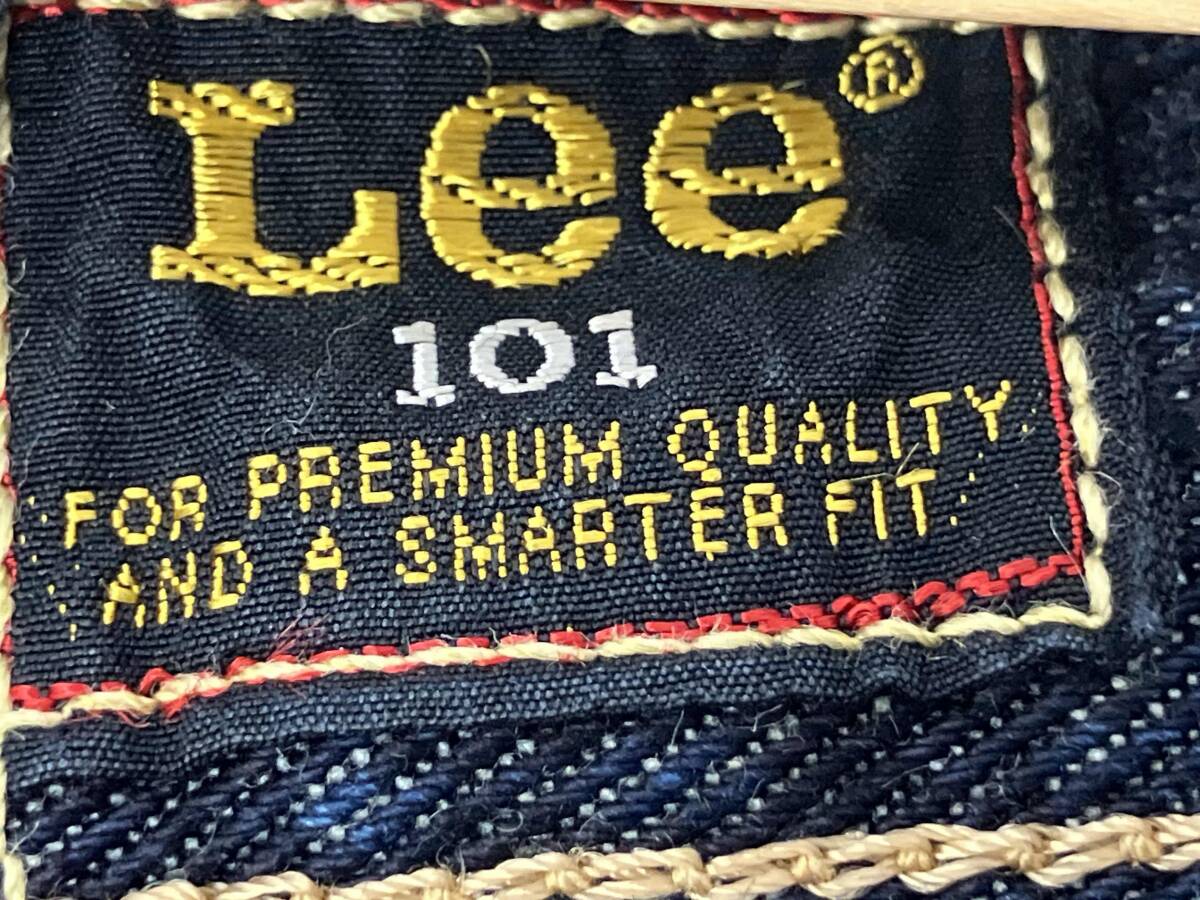 Lee®
101
FOR PREMIUM QUALITY
AND A SMARTER FIT